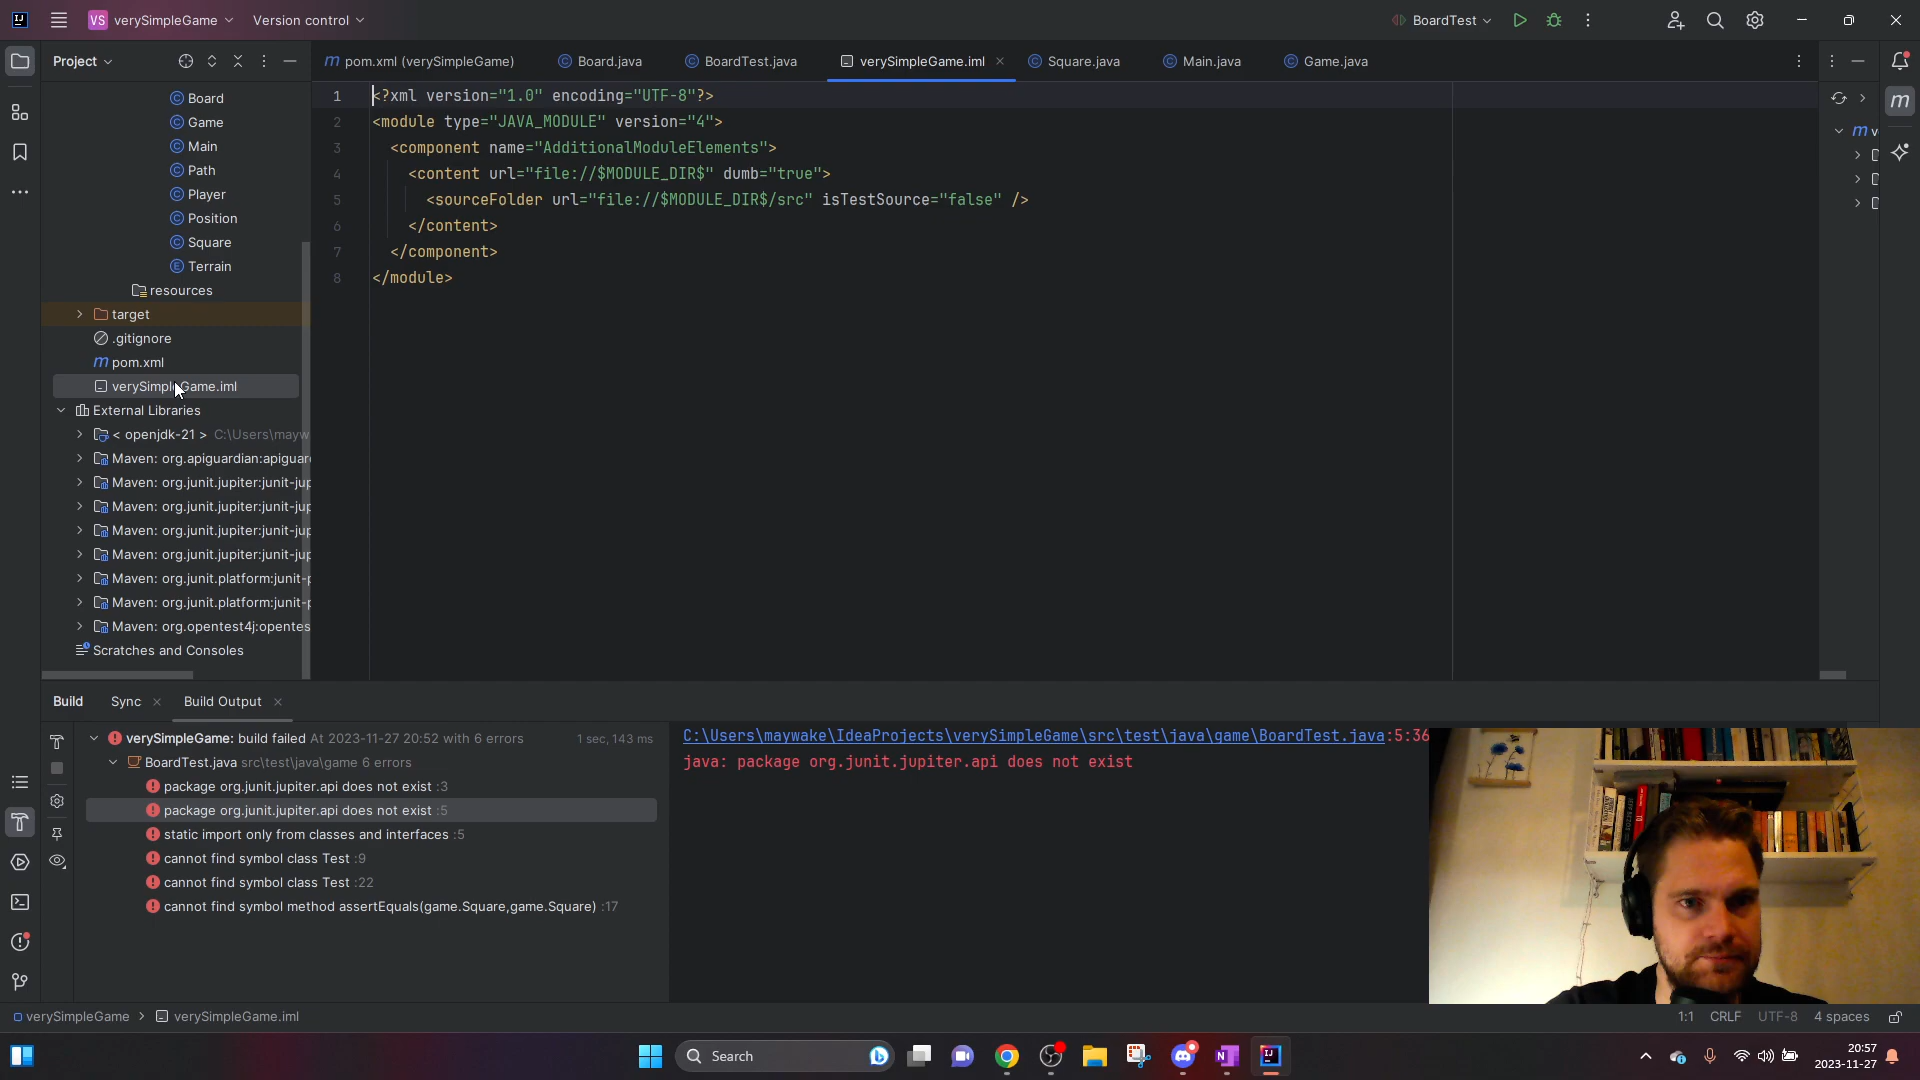 VS verySimpleGame
Version control
BoardTest
Project
pom.xml (verySimpleGame)
Board.java
BoardTest.java
verySimpleGame.iml
Square.java
Main.java
Game.java
Board
Game
Main
Path
Player
Position
Square
Terrain
resources
target
.gitignore
pom.xml
verySimpleGame.iml
External Libraries
< openjdk-21 > C:\Users\mayw
Maven: org.apiguardian:apiguar
Maven: org.junit.jupiter:junit-jup
Maven: org.junit.jupiter:junit-jup
Maven: org.junit.jupiter:junit-jup
Maven: org.junit.jupiter:junit-jup
Maven: org.junit.platform:junit-p
Maven: org.junit.platform:junit-p
Maven: org.opentest4j:opentes
Scratches and Consoles
1 <?xml version="1.0" encoding="UTF-8"?>
2 <module type="JAVA_MODULE" version="4">
3 <component name="AdditionalModuleElements">
4 <content url="file://$MODULE_DIR$" dumb="true">
5 <sourceFolder url="file://$MODULE_DIR$/src" isTestSource="false" />
6 </content>
7 </component>
8 </module>
Build
Sync
Build Output
verySimpleGame: build failed At 2023-11-27 20:52 with 6 errors 1 sec, 143 ms
BoardTest.java src\test\java\game 6 errors
package org.junit.jupiter.api does not exist :3
package org.junit.jupiter.api does not exist :5
static import only from classes and interfaces :5
cannot find symbol class Test :9
cannot find symbol class Test :22
cannot find symbol method assertEquals(game.Square,game.Square) :17
C:\Users\maywake\IdeaProjects\verySimpleGame\src\test\java\game\BoardTest.java:5:36
java: package org.junit.jupiter.api does not exist
verySimpleGame > verySimpleGame.iml
1:1 CRLF UTF-8 4 spaces
Search
20:57
2023-11-27